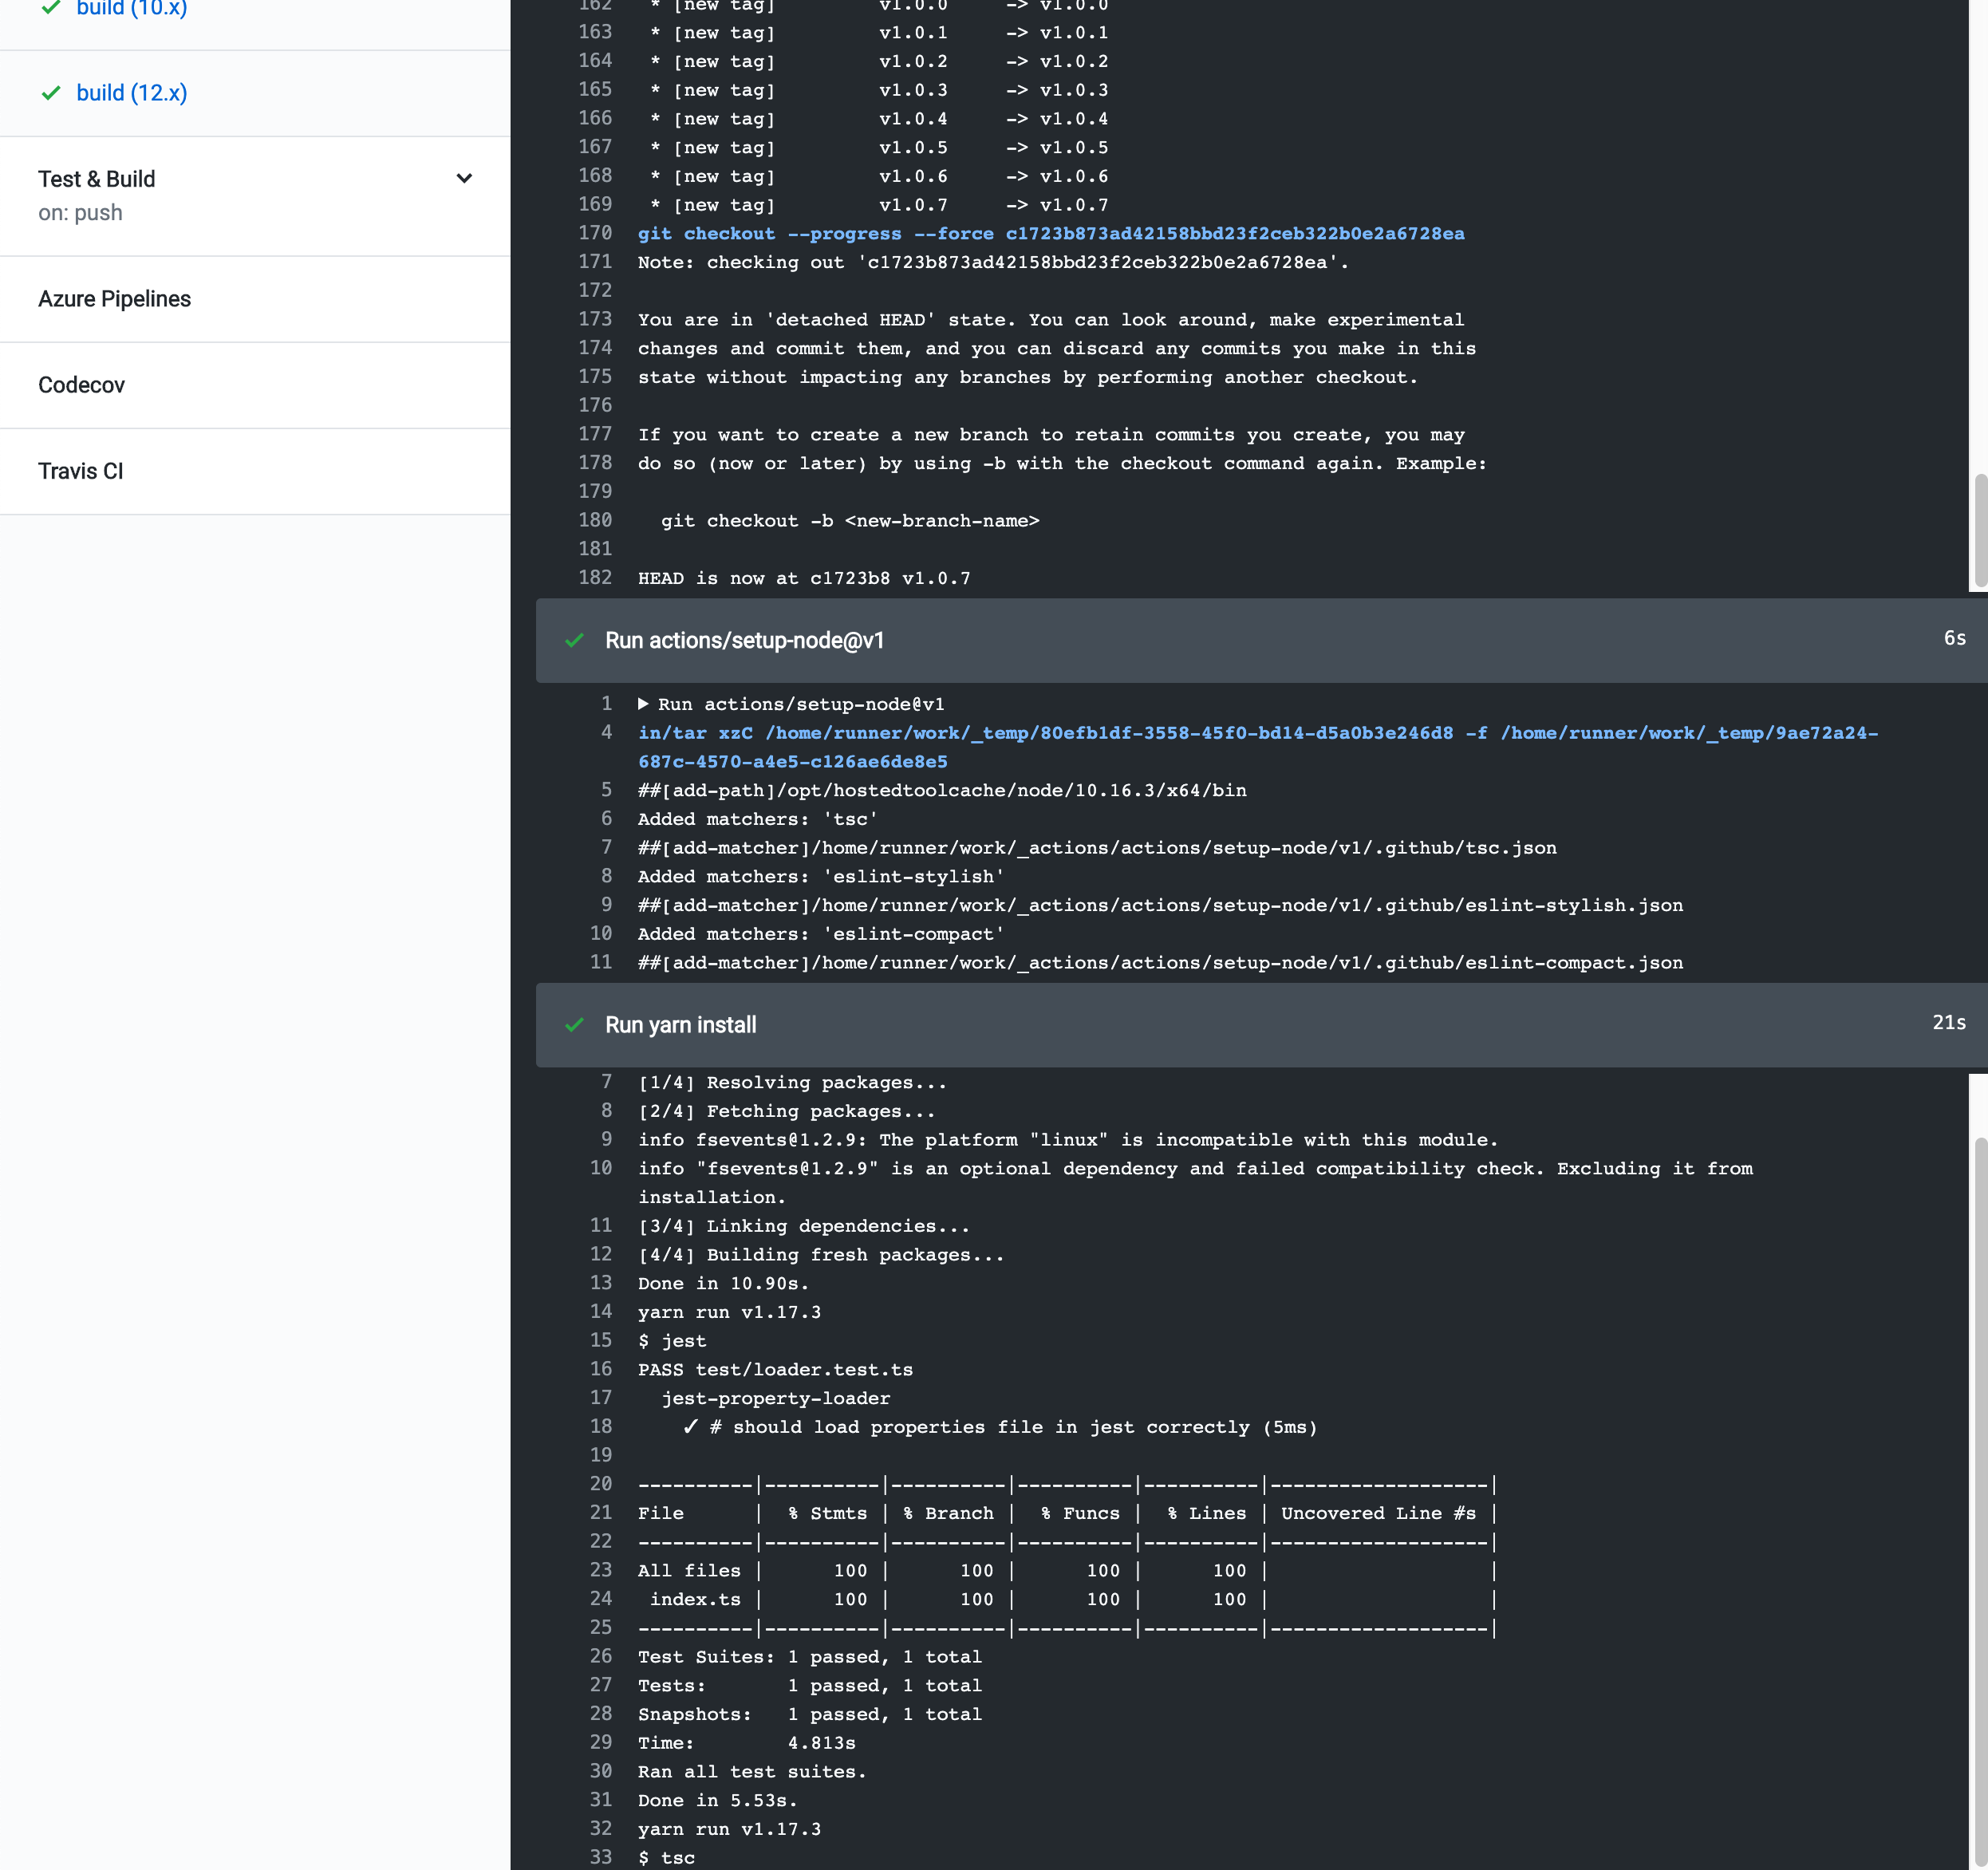 build (10.x)
build (12.x)
Test & Build
on: push
Azure Pipelines
Codecov
Travis CI
162 * [new tag] v1.0.0 -> v1.0.0
163 * [new tag] v1.0.1 -> v1.0.1
164 * [new tag] v1.0.2 -> v1.0.2
165 * [new tag] v1.0.3 -> v1.0.3
166 * [new tag] v1.0.4 -> v1.0.4
167 * [new tag] v1.0.5 -> v1.0.5
168 * [new tag] v1.0.6 -> v1.0.6
169 * [new tag] v1.0.7 -> v1.0.7
170 git checkout --progress --force c1723b873ad42158bbd23f2ceb322b0e2a6728ea
171 Note: checking out 'c1723b873ad42158bbd23f2ceb322b0e2a6728ea'.
172
173 You are in 'detached HEAD' state. You can look around, make experimental
174 changes and commit them, and you can discard any commits you make in this
175 state without impacting any branches by performing another checkout.
176
177 If you want to create a new branch to retain commits you create, you may
178 do so (now or later) by using -b with the checkout command again. Example:
179
180 git checkout -b <new-branch-name>
181
182 HEAD is now at c1723b8 v1.0.7
Run actions/setup-node@v1 6s
1 ▶ Run actions/setup-node@v1
4 in/tar xzC /home/runner/work/_temp/80efb1df-3558-45f0-bd14-d5a0b3e246d8 -f /home/runner/work/_temp/9ae72a24-
687c-4570-a4e5-c126ae6de8e5
5 ##[add-path]/opt/hostedtoolcache/node/10.16.3/x64/bin
6 Added matchers: 'tsc'
7 ##[add-matcher]/home/runner/work/_actions/actions/setup-node/v1/.github/tsc.json
8 Added matchers: 'eslint-stylish'
9 ##[add-matcher]/home/runner/work/_actions/actions/setup-node/v1/.github/eslint-stylish.json
10 Added matchers: 'eslint-compact'
11 ##[add-matcher]/home/runner/work/_actions/actions/setup-node/v1/.github/eslint-compact.json
Run yarn install 21s
7 [1/4] Resolving packages...
8 [2/4] Fetching packages...
9 info fsevents@1.2.9: The platform "linux" is incompatible with this module.
10 info "fsevents@1.2.9" is an optional dependency and failed compatibility check. Excluding it from
installation.
11 [3/4] Linking dependencies...
12 [4/4] Building fresh packages...
13 Done in 10.90s.
14 yarn run v1.17.3
15 $ jest
16 PASS test/loader.test.ts
17 jest-property-loader
18 ✓ # should load properties file in jest correctly (5ms)
19
20 ----------|----------|----------|----------|----------|-------------------|
21 File | % Stmts | % Branch | % Funcs | % Lines | Uncovered Line #s |
22 ----------|----------|----------|----------|----------|-------------------|
23 All files | 100 | 100 | 100 | 100 | |
24 index.ts | 100 | 100 | 100 | 100 | |
25 ----------|----------|----------|----------|----------|-------------------|
26 Test Suites: 1 passed, 1 total
27 Tests: 1 passed, 1 total
28 Snapshots: 1 passed, 1 total
29 Time: 4.813s
30 Ran all test suites.
31 Done in 5.53s.
32 yarn run v1.17.3
33 $ tsc